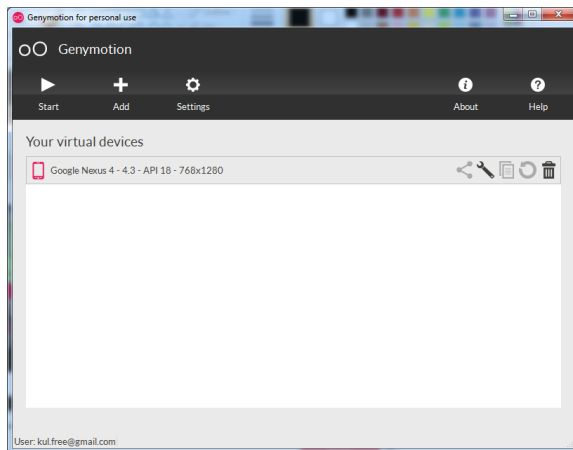 Genymotion for personal use
Genymotion
Start Add Settings About Help
Your virtual devices
Google Nexus 4 - 4.3 - API 18 - 768x1280
User: kul.free@gmail.com